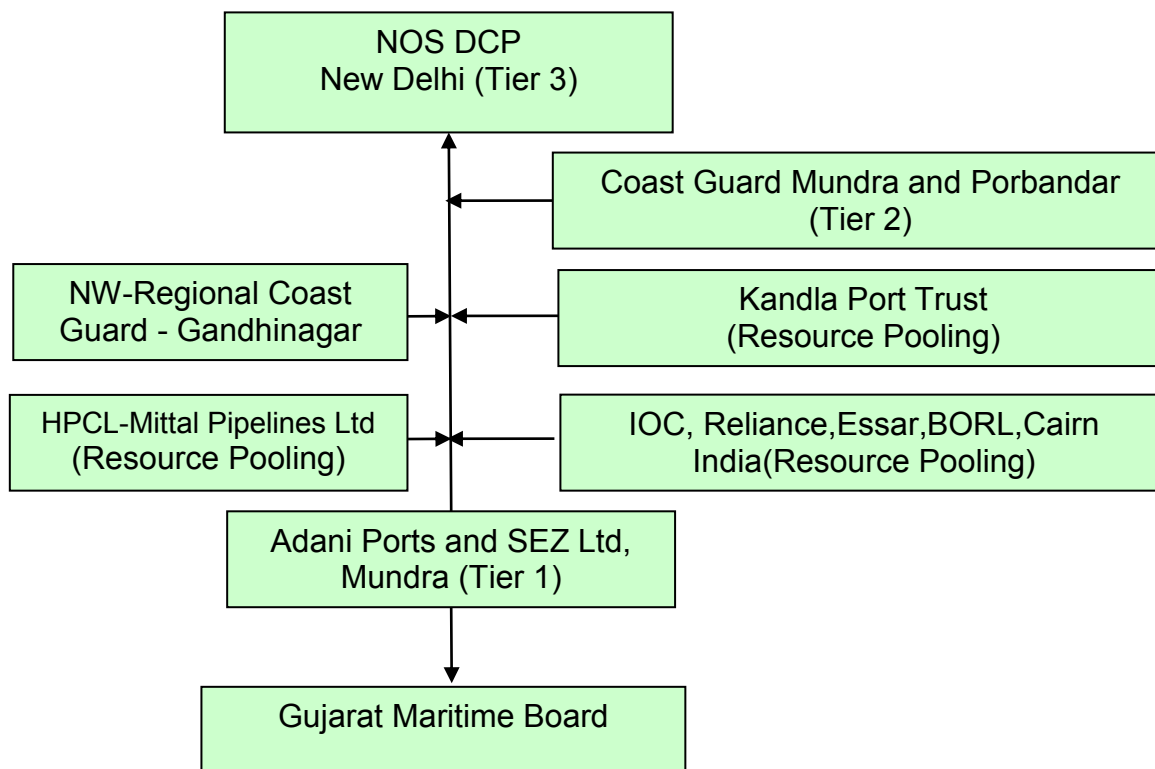 NOS DCP
New Delhi (Tier 3)
Coast Guard Mundra and Porbandar
(Tier 2)
NW-Regional Coast
Guard - Gandhinagar
Kandla Port Trust
(Resource Pooling)
HPCL-Mittal Pipelines Ltd
(Resource Pooling)
IOC, Reliance,Essar,BORL,Cairn
India(Resource Pooling)
Adani Ports and SEZ Ltd,
Mundra (Tier 1)
Gujarat Maritime Board